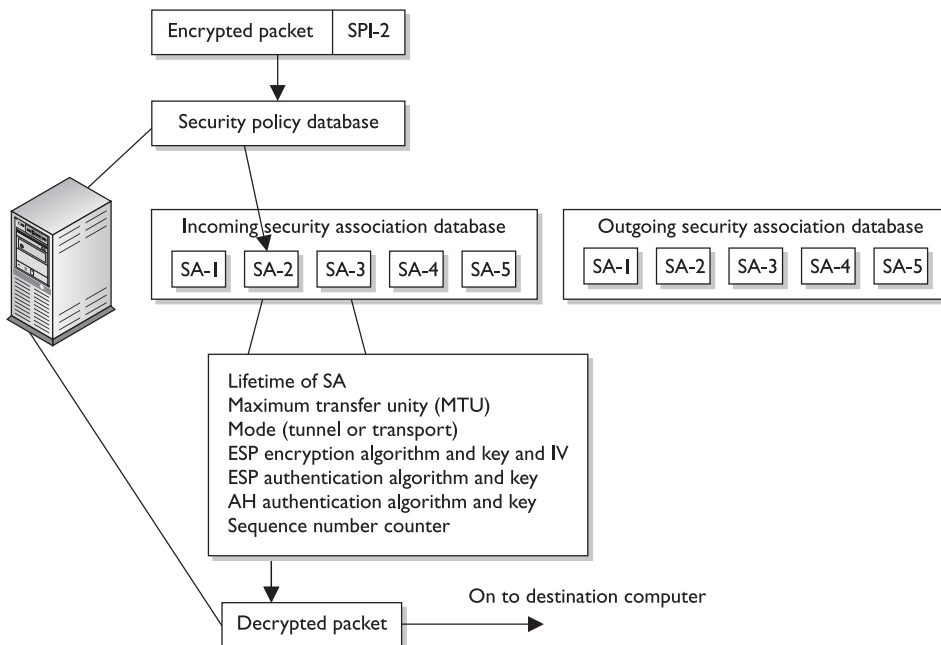 Encrypted packet SPI-2
Security policy database
Incoming security association database
SA-1 SA-2 SA-3 SA-4 SA-5
Outgoing security association database
SA-1 SA-2 SA-3 SA-4 SA-5
Lifetime of SA
Maximum transfer unity (MTU)
Mode (tunnel or transport)
ESP encryption algorithm and key and IV
ESP authentication algorithm and key
AH authentication algorithm and key
Sequence number counter
On to destination computer
Decrypted packet